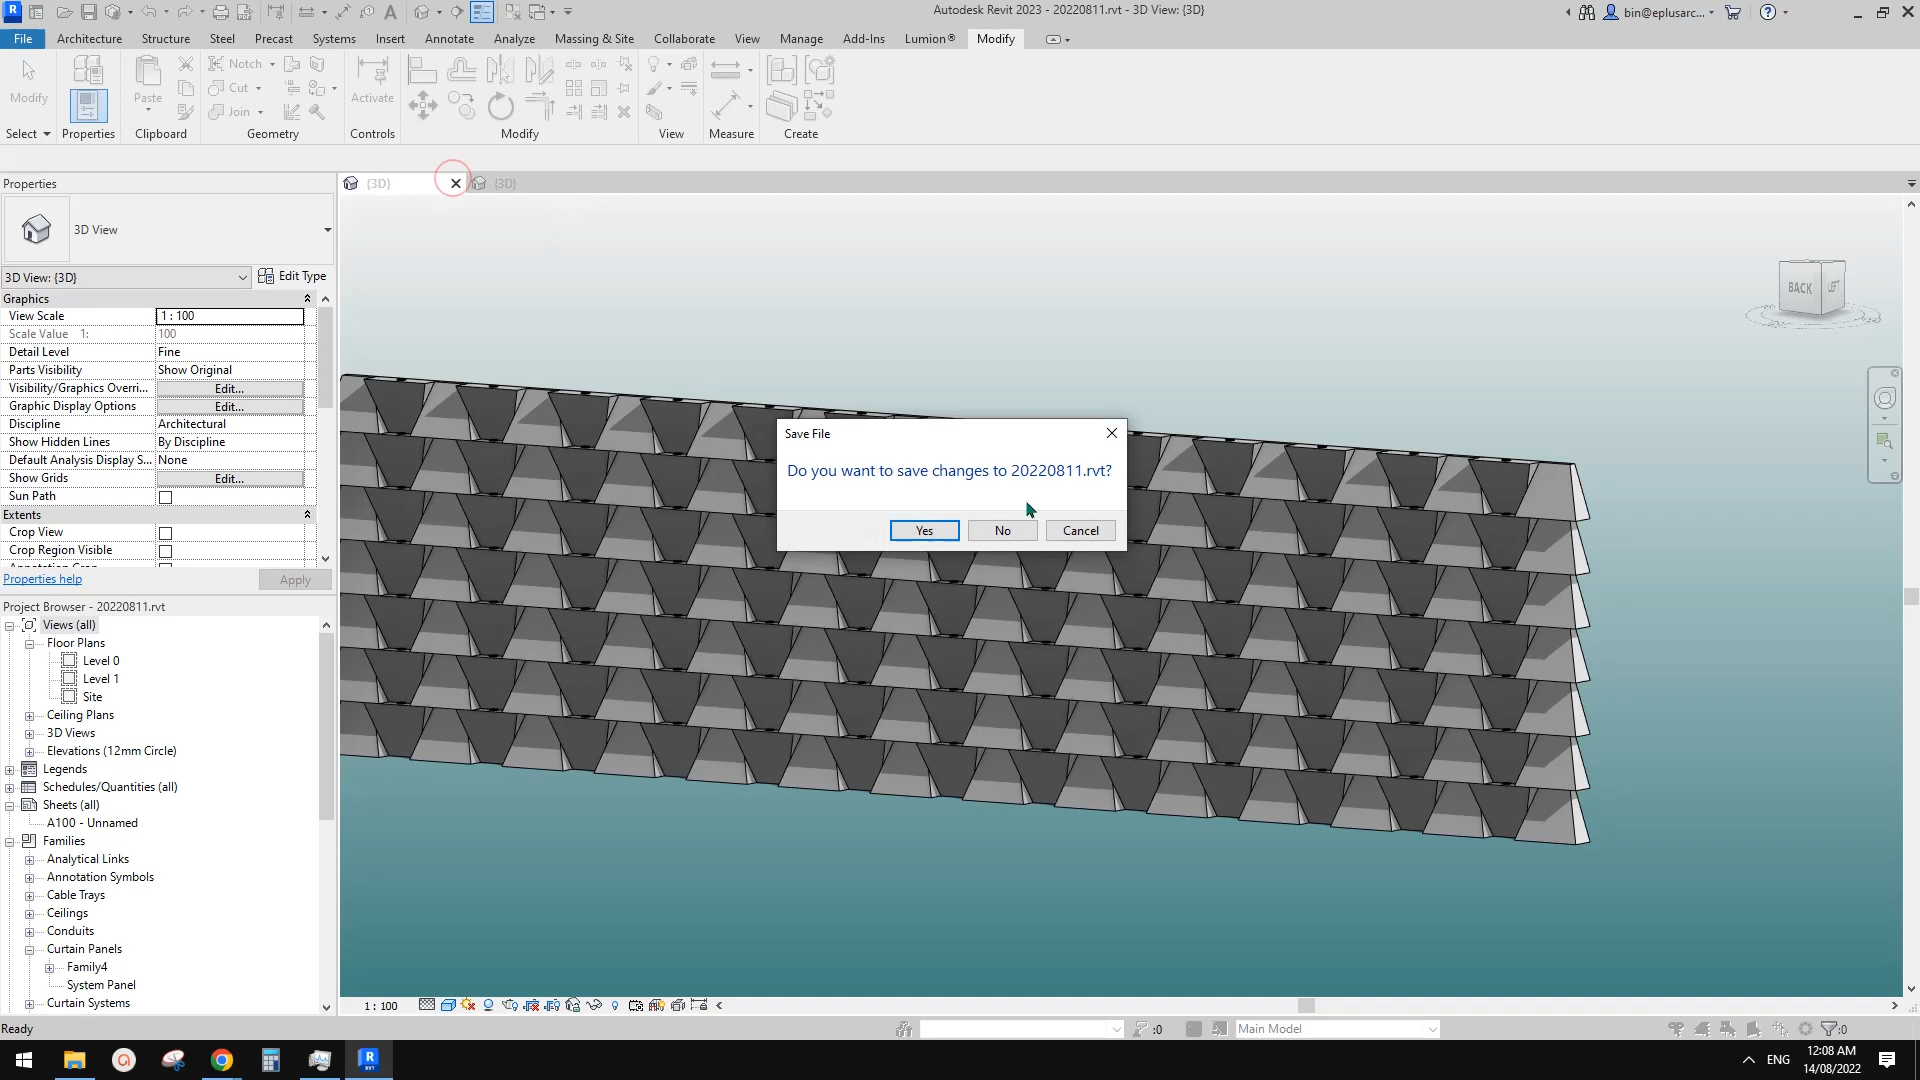 Autodesk Revit 2023 - 20220811.rvt - 3D View: {3D}
bin@eplusarc...
File Architecture Structure Steel Precast Systems Insert Annotate Analyze Massing & Site Collaborate View Manage Add-Ins Lumion® Modify
Notch
Cut
Join
Modify
Paste
Activate
Select Properties Clipboard Geometry Controls Modify View Measure Create
Properties
{3D}
{3D}
3D View
3D View: {3D}
Edit Type
Graphics
View Scale 1 : 100
Scale Value 1: 100
Detail Level Fine
Parts Visibility Show Original
Visibility/Graphics Overri... Edit...
Graphic Display Options Edit...
Discipline Architectural
Show Hidden Lines By Discipline
Default Analysis Display S... None
Show Grids Edit...
Sun Path
Extents
Crop View
Crop Region Visible
Properties help
Apply
BACK LEFT
Save File
Do you want to save changes to 20220811.rvt?
Yes No Cancel
Project Browser - 20220811.rvt
Views (all)
Floor Plans
Level 0
Level 1
Site
Ceiling Plans
3D Views
Elevations (12mm Circle)
Legends
Schedules/Quantities (all)
Sheets (all)
A100 - Unnamed
Families
Analytical Links
Annotation Symbols
Cable Trays
Ceilings
Conduits
Curtain Panels
Family4
System Panel
Curtain Systems
1 : 100
Ready
:0
Main Model
:0
ENG
12:08 AM
14/08/2022